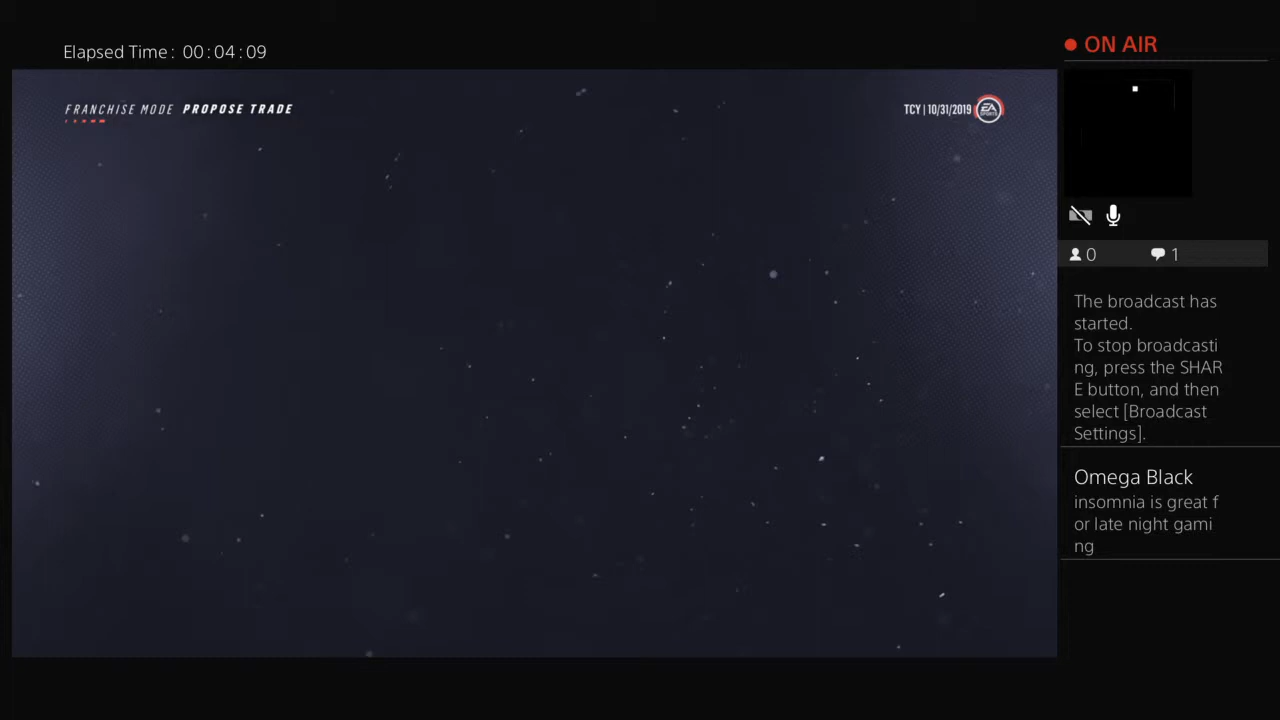 Elapsed Time: 00:04:09
ON AIR
FRANCHISE MODE PROPOSE TRADE
TCY | 10/31/2019
EA
SPORTS
0
1
The broadcast has
started.
To stop broadcasti
ng, press the SHAR
E button, and then
select [Broadcast
Settings].
Omega Black
insomnia is great f
or late night gami
ng